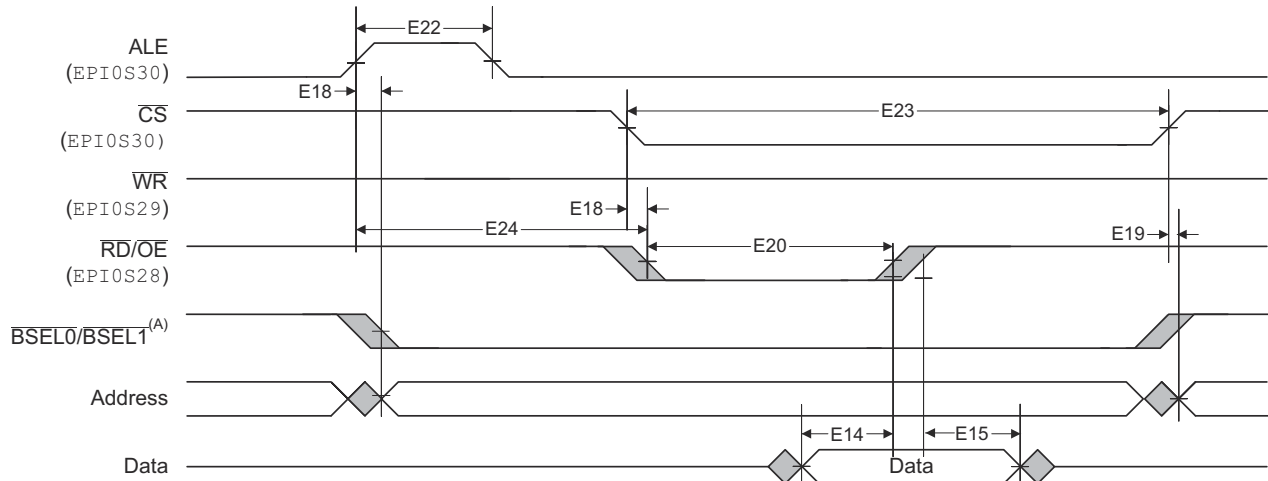 E22
ALE
(EPI0S30)
E18
CS
E23
(EPI0S30)
WR
(EPI0S29)
E18
E24
E19
RD/OE
E20
(EPI0S28)
BSEL0/BSEL1(A)
Address
E14
E15
Data
Data